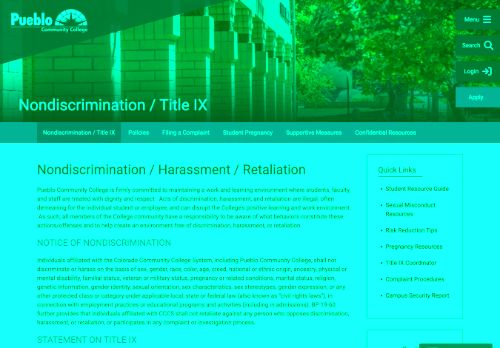 Pueblo
Community College
Menu
Search
Login
Apply
Nondiscrimination / Title IX
Nondiscrimination / Title IX
Policies
Filing a Complaint
Student Pregnancy
Supportive Measures
Confidential Resources
Nondiscrimination / Harassment / Retaliation
Pueblo Community College is firmly committed to maintaining a work and learning environment where students, faculty,
and staff are treated with dignity and respect. Acts of discrimination, harassment, and retaliation are illegal, often
demeaning for the individual student or employee, and can disrupt the College's positive learning and work environment.
As such, all members of the College community have a responsibility to be aware of what behaviors constitute these
actions/offenses and to help create an environment free of discrimination, harassment, or retaliation.
NOTICE OF NONDISCRIMINATION
Individuals affiliated with the Colorado Community College System, including Pueblo Community College, shall not
discriminate or harass on the basis of sex, gender, race, color, age, creed, national or ethnic origin, ancestry, physical or
mental disability, familial status, veteran or military status, pregnancy or related conditions, marital status, religion,
genetic information, gender identity, sexual orientation, sex characteristics, sex stereotypes, gender expression, or any
other protected class or category under applicable local, state or federal law (also known as "civil rights laws"), in
connection with employment practices or educational programs and activities (including in admissions). BP 19-60
further provides that individuals affiliated with CCCS shall not retaliate against any person who opposes discrimination,
harassment, or retaliation, or participates in any complaint or investigation process.
STATEMENT ON TITLE IX
Quick Links
Student Resource Guide
Sexual Misconduct
Resources
Risk Reduction Tips
Pregnancy Resources
Title IX Coordinator
Complaint Procedures
Campus Security Report